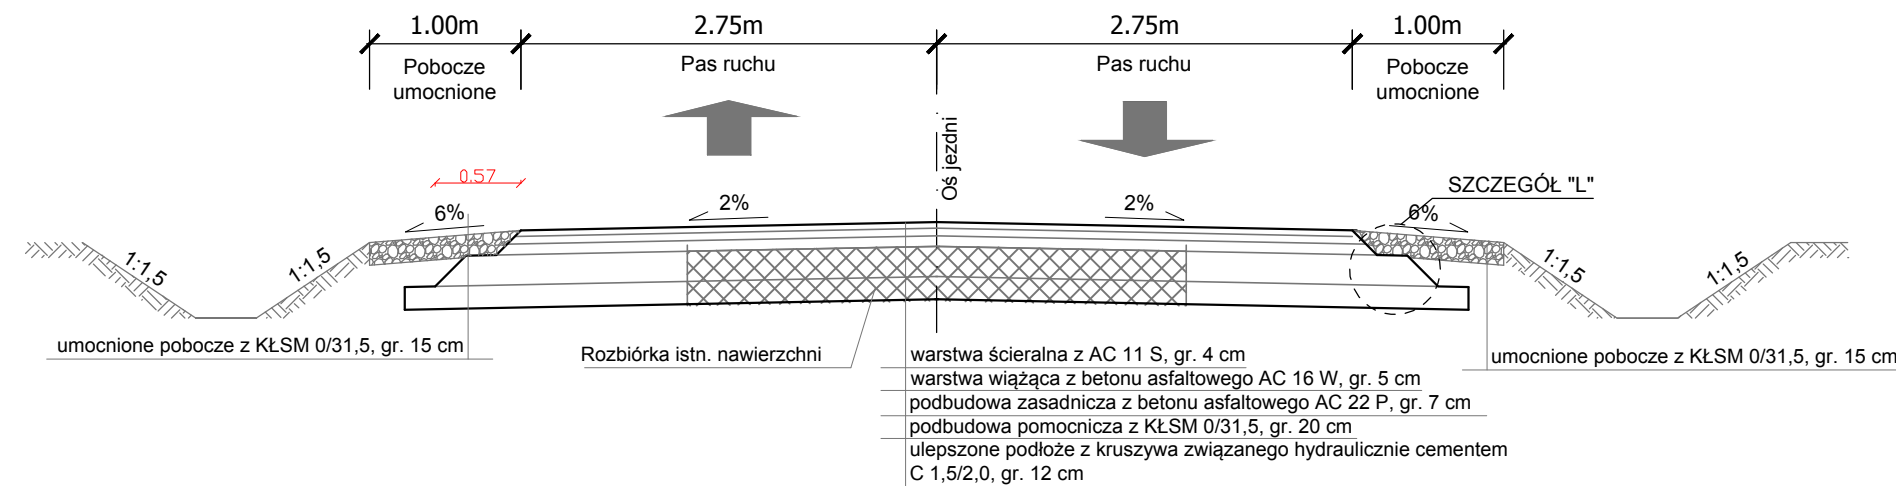 1.00m
2.75m
2.75m
1.00m
Pobocze
umocnione
Pas ruchu
Pas ruchu
Pobocze
umocnione
Oś jezdni
0.57
SZCZEGÓŁ "L"
6%
2%
2%
6%
1:1,5
1:1,5
1:1,5
1:1,5
umocnione pobocze z KŁSM 0/31,5, gr. 15 cm
Rozbiórka istn. nawierzchni
warstwa ścieralna z AC 11 S, gr. 4 cm
umocnione pobocze z KŁSM 0/31,5, gr. 15 cm
warstwa wiążąca z betonu asfaltowego AC 16 W, gr. 5 cm
podbudowa zasadnicza z betonu asfaltowego AC 22 P, gr. 7 cm
podbudowa pomocnicza z KŁSM 0/31,5, gr. 20 cm
ulepszone podłoże z kruszywa związanego hydraulicznie cementem
C 1,5/2,0, gr. 12 cm